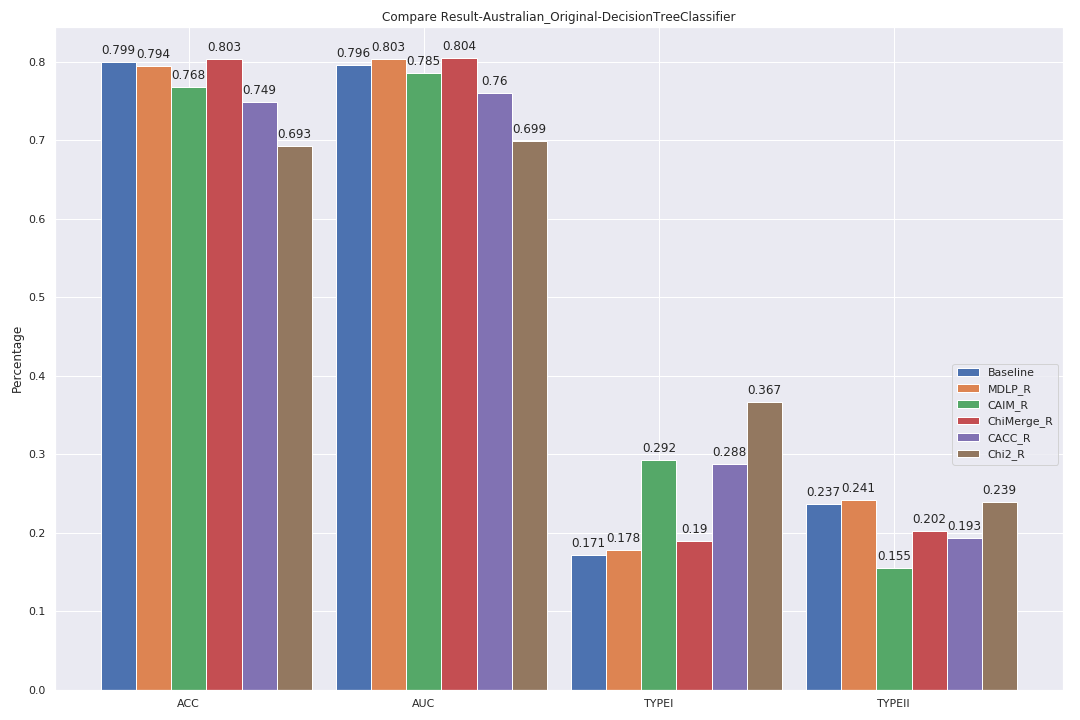 Compare Result-Australian_Original-DecisionTreeClassifier
Percentage
0.8
0.7
0.6
0.5
0.4
0.3
0.2
0.1
0.0
0.799
0.794
0.768
0.803
0.749
0.693
0.796
0.803
0.785
0.804
0.76
0.699
0.171
0.178
0.292
0.19
0.288
0.367
0.237
0.241
0.155
0.202
0.193
0.239
Baseline
MDLP_R
CAIM_R
ChiMerge_R
CACC_R
Chi2_R
ACC
AUC
TYPEI
TYPEII